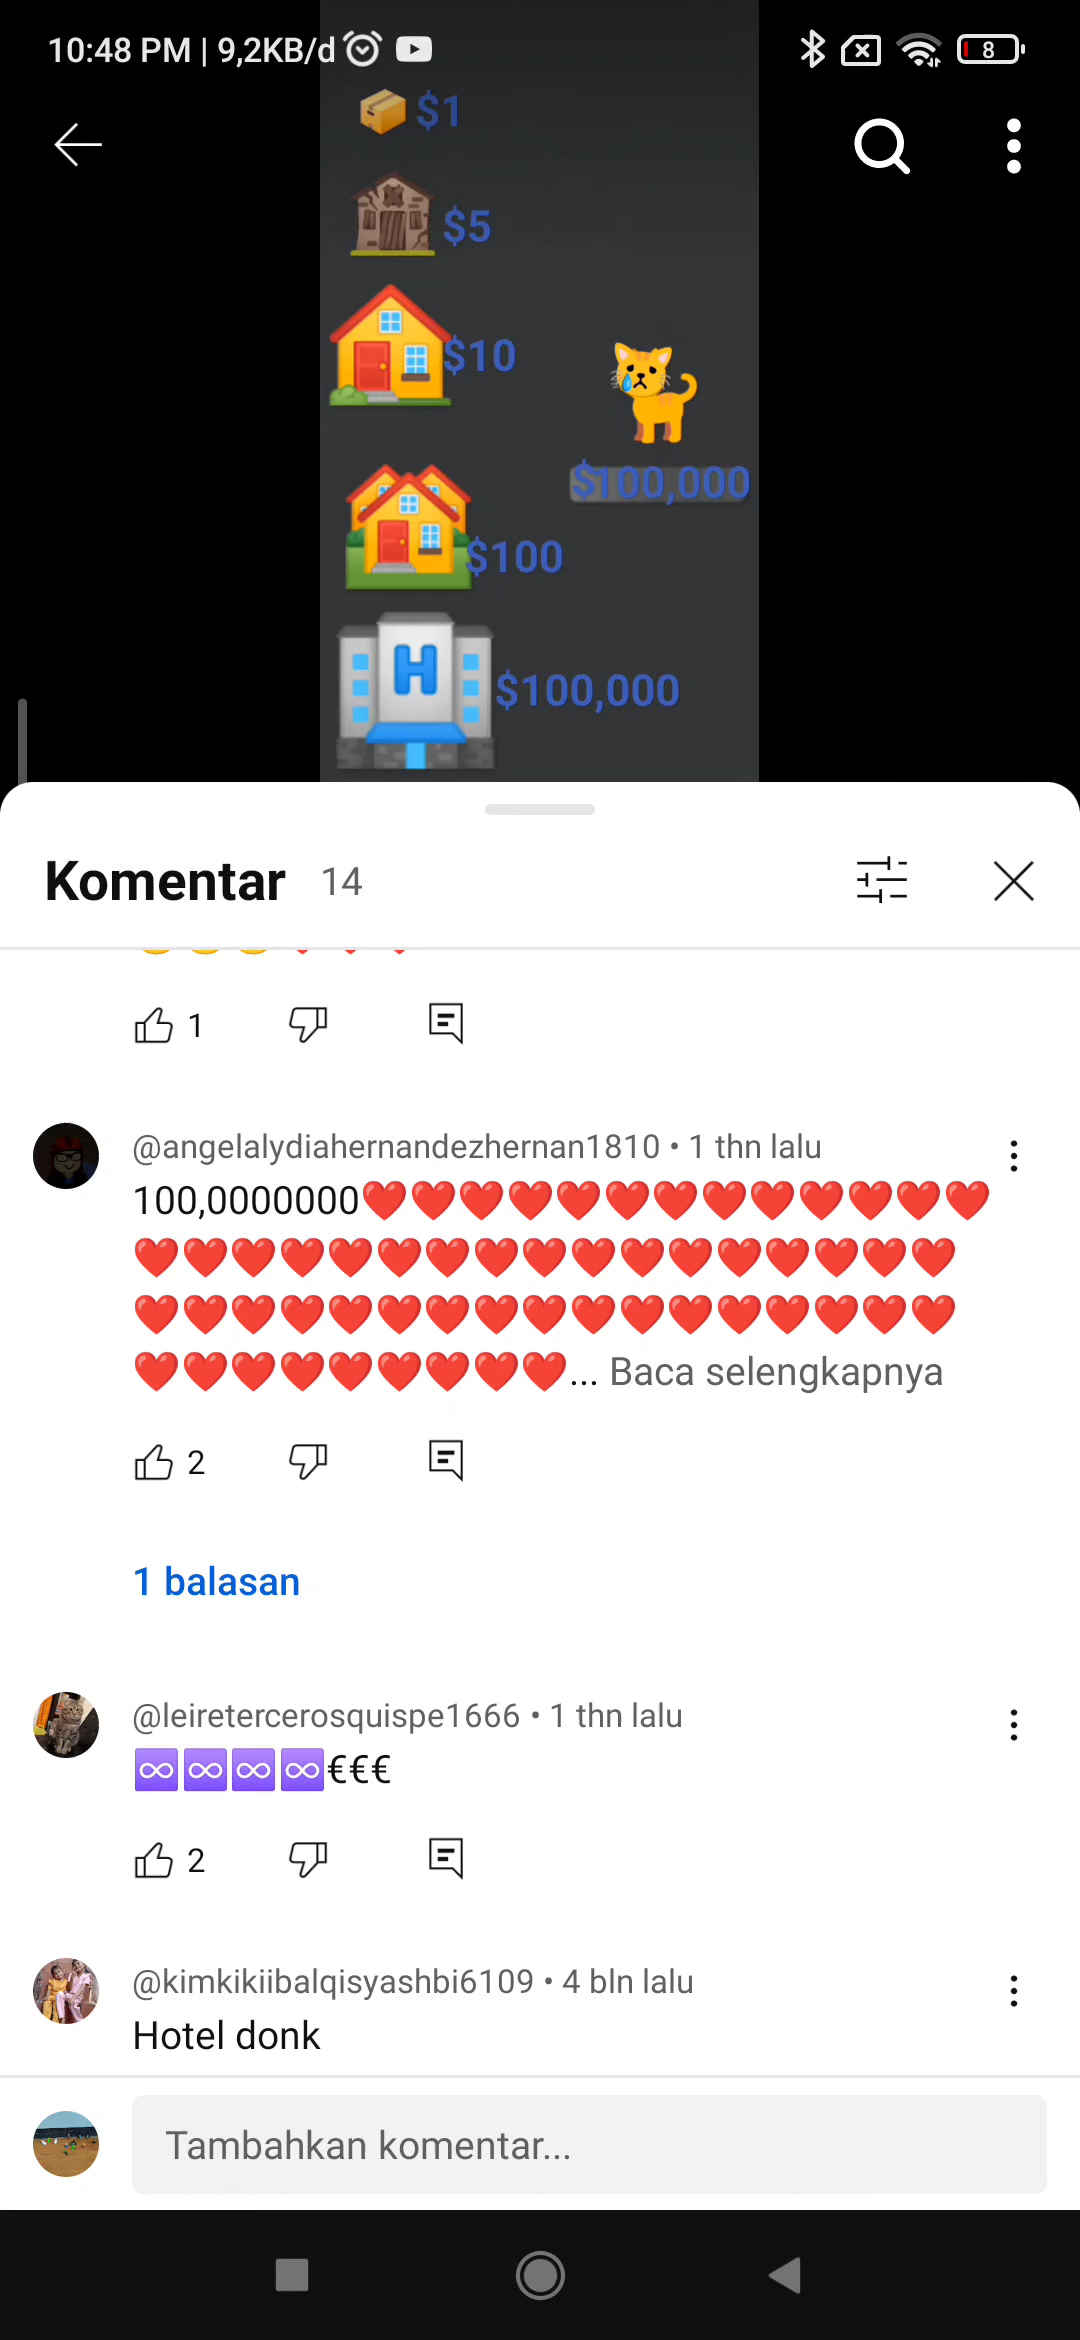 10:48 PM | 9,2KB/d
8
$1
$5
$10
$100,000
$100
H
$100,000
Komentar 14
1
@angelalydiahernandezhernan1810 • 1 thn lalu
100,0000000❤️❤️❤️❤️❤️❤️❤️❤️❤️❤️❤️❤️❤️
❤️❤️❤️❤️❤️❤️❤️❤️❤️❤️❤️❤️❤️❤️❤️❤️❤️
❤️❤️❤️❤️❤️❤️❤️❤️❤️❤️❤️❤️❤️❤️❤️❤️❤️
❤️❤️❤️❤️❤️❤️❤️❤️❤️... Baca selengkapnya
2
1 balasan
@leiretercerosquispe1666 • 1 thn lalu
♾️♾️♾️♾️€€€
2
@kimkikiibalqisyashbi6109 • 4 bln lalu
Hotel donk
Tambahkan komentar...